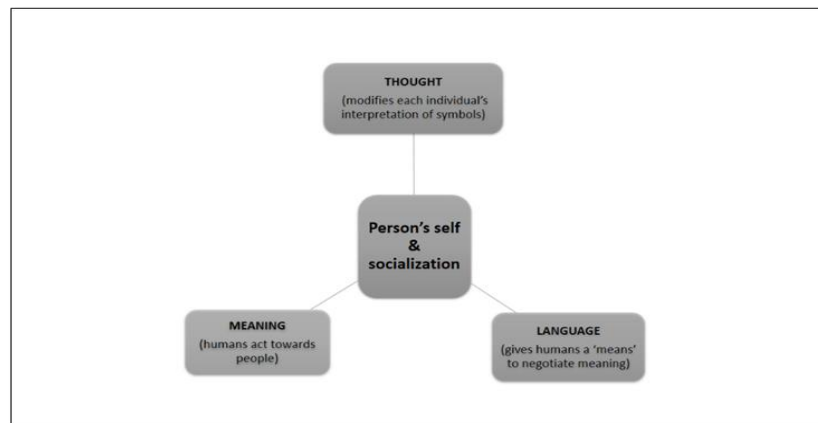 THOUGHT
(modifies each individual's
interpretation of symbols)
Person's self
&
socialization
MEANING
(humans act towards
people)
LANGUAGE
(gives humans a 'means'
to negotiate meaning)